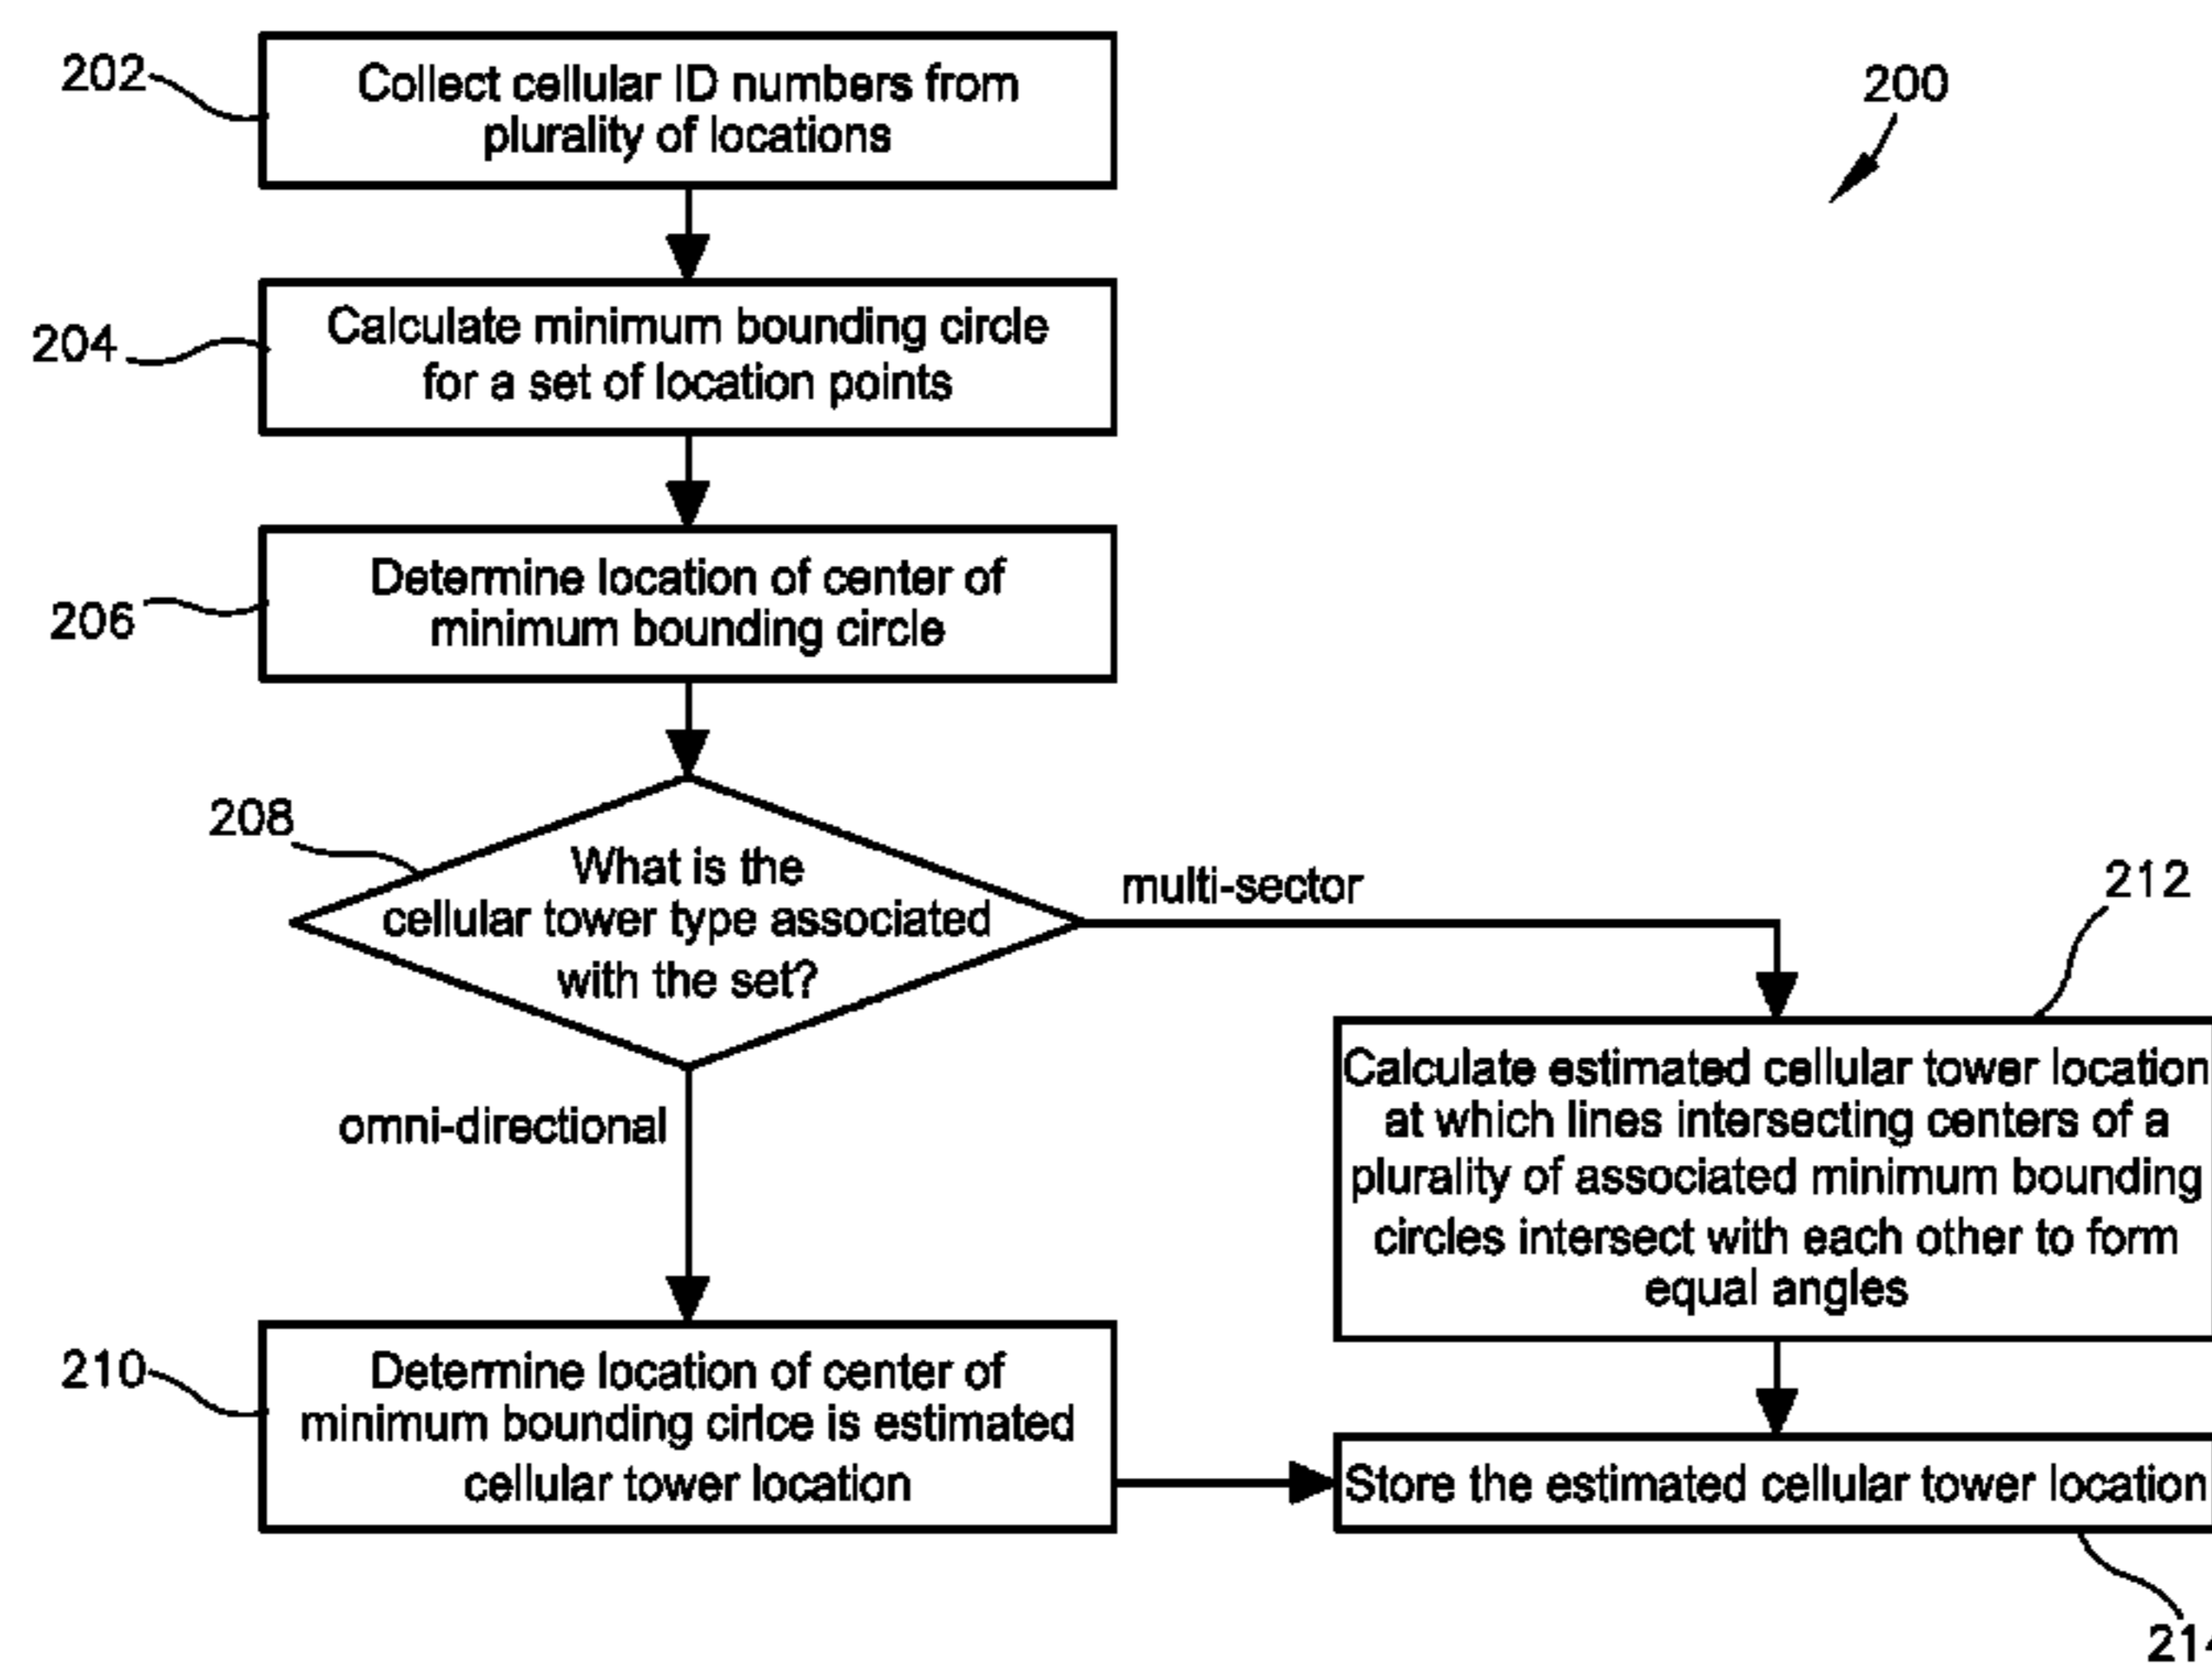 202
Collect cellular ID numbers from
plurality of locations
200
204
Calculate minimum bounding circle
for a set of location points
206
Determine location of center of
minimum bounding circle
208
What is the
cellular tower type associated
with the set?
multi-sector
212
omni-directional
Calculate estimated cellular tower location
at which lines intersecting centers of a
plurality of associated minimum bounding
circles intersect with each other to form
equal angles
210
Determine location of center of
minimum bounding cirlce is estimated
cellular tower location
Store the estimated cellular tower location
214